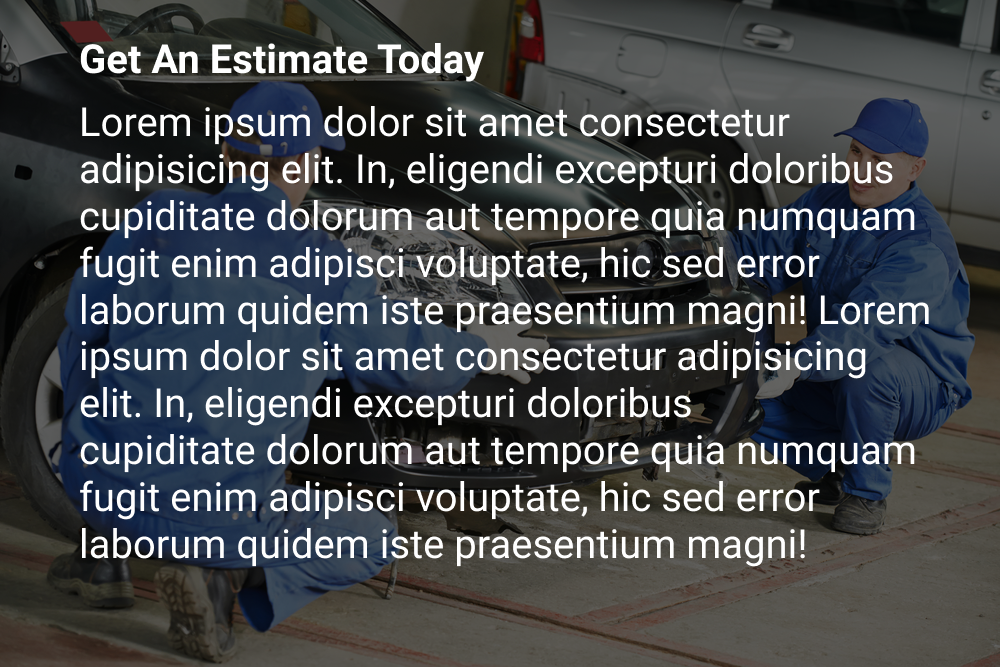 Get An Estimate Today
Lorem ipsum dolor sit amet consectetur
adipisicing elit. In, eligendi excepturi doloribus
cupiditate dolorum aut tempore quia numquam
fugit enim adipisci voluptate, hic sed error
laborum quidem iste praesentium magni! Lorem
ipsum dolor sit amet consectetur adipisicing
elit. In, eligendi excepturi doloribus
cupiditate dolorum aut tempore quia numquam
fugit enim adipisci voluptate, hic sed error
laborum quidem iste praesentium magni!